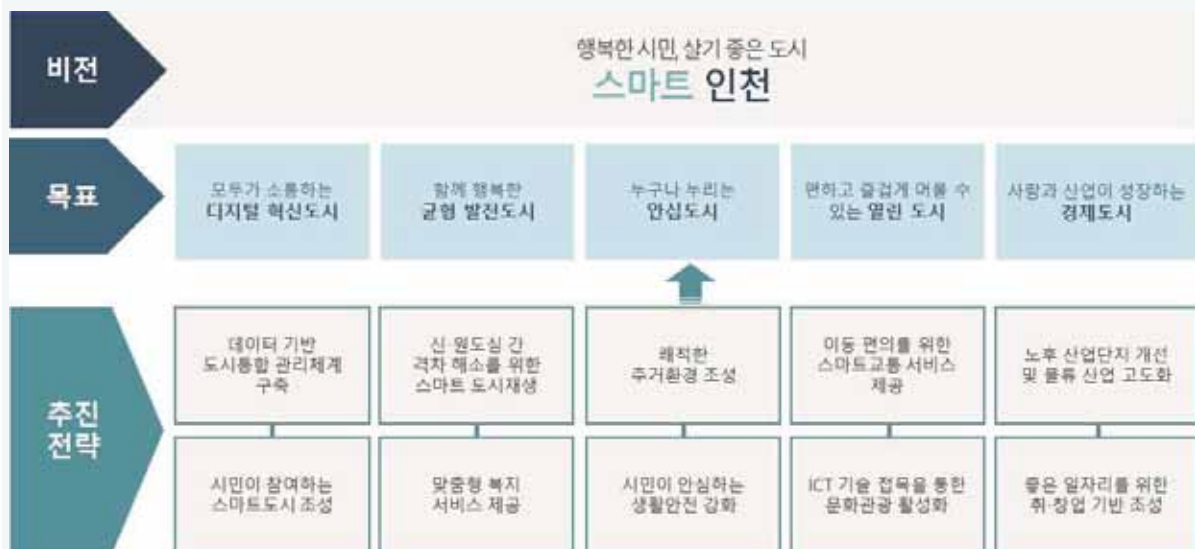 비전
행복한 시민, 살기 좋은 도시
스마트 인천
목표
모두가 소통하는
디지털 혁신도시
함께 행복한
균형 발전도시
누구나 누리는
안심도시
편하고 즐겁게 머물 수
있는 열린 도시
사람과 산업이 성장하는
경제도시
추진
전략
데이터 기반
도시통합 관리체계
구축
신·원도심 간
격차 해소를 위한
스마트 도시재생
쾌적한
주거환경 조성
이동 편의를 위한
스마트교통 서비스
제공
노후 산업단지 개선
및 물류 산업 고도화
시민이 참여하는
스마트도시 조성
맞춤형 복지
서비스 제공
시민이 안심하는
생활안전 강화
ICT 기술 접목을 통한
문화관광 활성화
좋은 일자리를 위한
취·창업 기반 조성